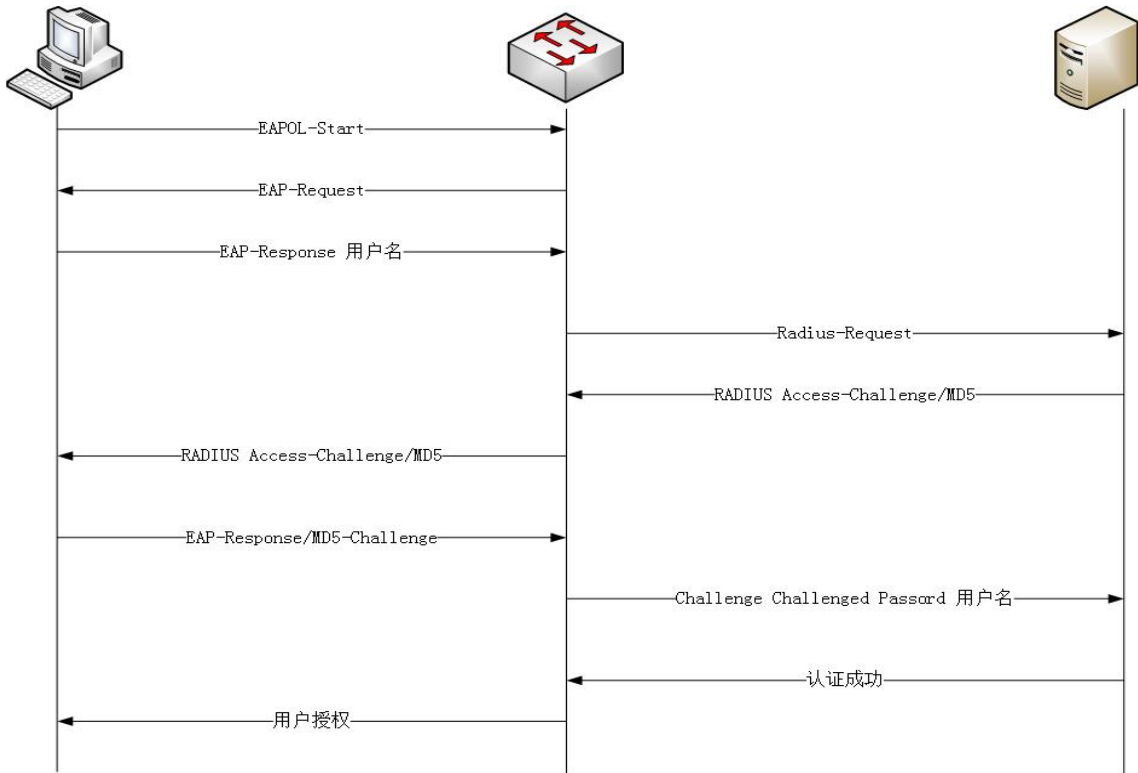 EAPOL-Start
EAP-Request
EAP-Response 用户名
Radius-Request
RADIUS Access-Challenge/MD5
RADIUS Access-Challenge/MD5
EAP-Response/MD5-Challenge
Challenge Challenged Passord 用户名
认证成功
用户授权